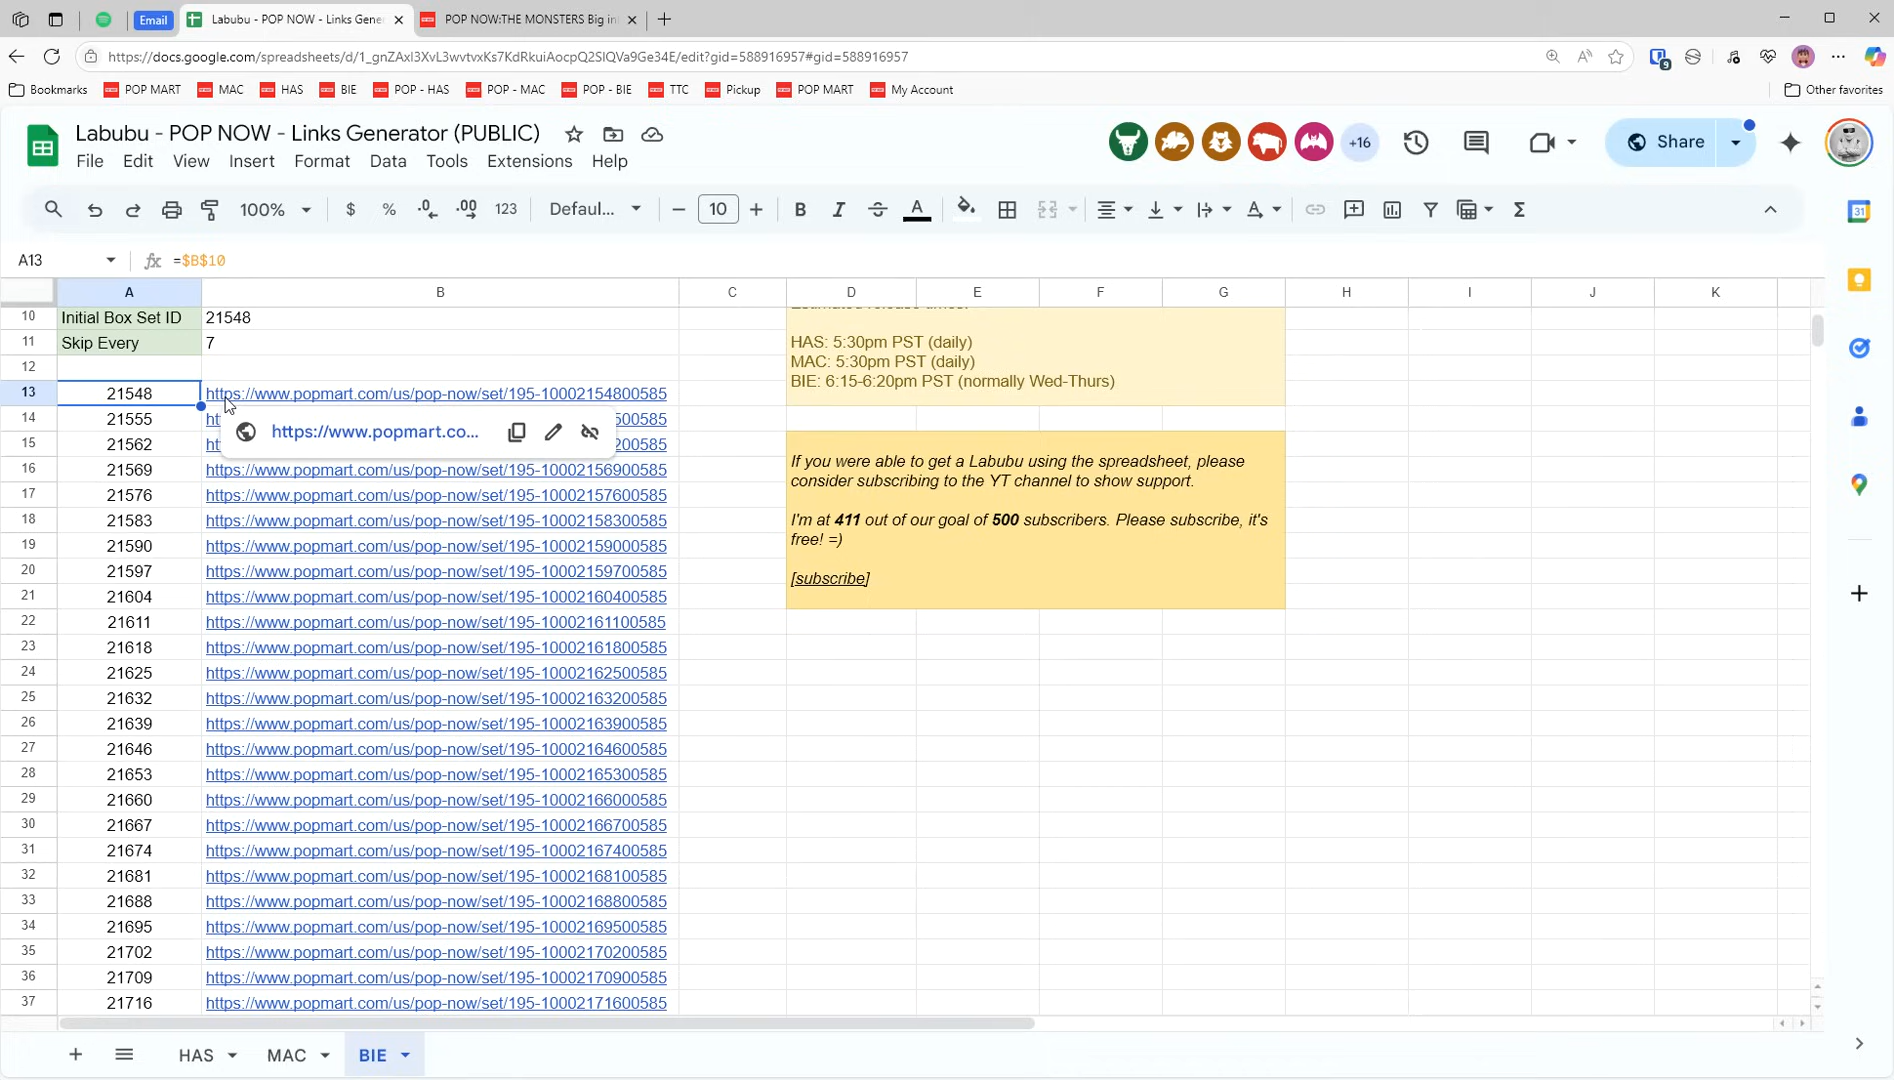 Email
Labubu - POP NOW - Links Gene
POP NOW:THE MONSTERS Big in
https://docs.google.com/spreadsheets/d/1_gnZAxI3XvL3wvtvxKs7KdRkuiAocpQ2SIQVa9Ge34E/edit?gid=588916957#gid=588916957
9
Bookmarks POP MART MAC HAS BIE POP - HAS POP - MAC POP - BIE TTC Pickup POP MART My Account Other favorites
Labubu - POP NOW - Links Generator (PUBLIC)
+16
Share
File Edit View Insert Format Data Tools Extensions Help
100% $ % .0 .00 123 Defaul... 10 B I A
31
A13 fx =$B$10
A B C D E F G H I J K
10 Initial Box Set ID 21548
11 Skip Every 7
12
HAS: 5:30pm PST (daily)
MAC: 5:30pm PST (daily)
BIE: 6:15-6:20pm PST (normally Wed-Thurs)
13 21548 https://www.popmart.com/us/pop-now/set/195-10002154800585
14 21555 ht 500585
https://www.popmart.co...
15 21562 ht 200585
16 21569 https://www.popmart.com/us/pop-now/set/195-10002156900585
17 21576 https://www.popmart.com/us/pop-now/set/195-10002157600585
18 21583 https://www.popmart.com/us/pop-now/set/195-10002158300585
19 21590 https://www.popmart.com/us/pop-now/set/195-10002159000585
20 21597 https://www.popmart.com/us/pop-now/set/195-10002159700585
21 21604 https://www.popmart.com/us/pop-now/set/195-10002160400585
22 21611 https://www.popmart.com/us/pop-now/set/195-10002161100585
23 21618 https://www.popmart.com/us/pop-now/set/195-10002161800585
24 21625 https://www.popmart.com/us/pop-now/set/195-10002162500585
25 21632 https://www.popmart.com/us/pop-now/set/195-10002163200585
26 21639 https://www.popmart.com/us/pop-now/set/195-10002163900585
27 21646 https://www.popmart.com/us/pop-now/set/195-10002164600585
28 21653 https://www.popmart.com/us/pop-now/set/195-10002165300585
29 21660 https://www.popmart.com/us/pop-now/set/195-10002166000585
30 21667 https://www.popmart.com/us/pop-now/set/195-10002166700585
31 21674 https://www.popmart.com/us/pop-now/set/195-10002167400585
32 21681 https://www.popmart.com/us/pop-now/set/195-10002168100585
33 21688 https://www.popmart.com/us/pop-now/set/195-10002168800585
34 21695 https://www.popmart.com/us/pop-now/set/195-10002169500585
35 21702 https://www.popmart.com/us/pop-now/set/195-10002170200585
36 21709 https://www.popmart.com/us/pop-now/set/195-10002170900585
37 21716 https://www.popmart.com/us/pop-now/set/195-10002171600585
If you were able to get a Labubu using the spreadsheet, please
consider subscribing to the YT channel to show support.
I'm at 411 out of our goal of 500 subscribers. Please subscribe, it's
free! =)
[subscribe]
HAS MAC BIE